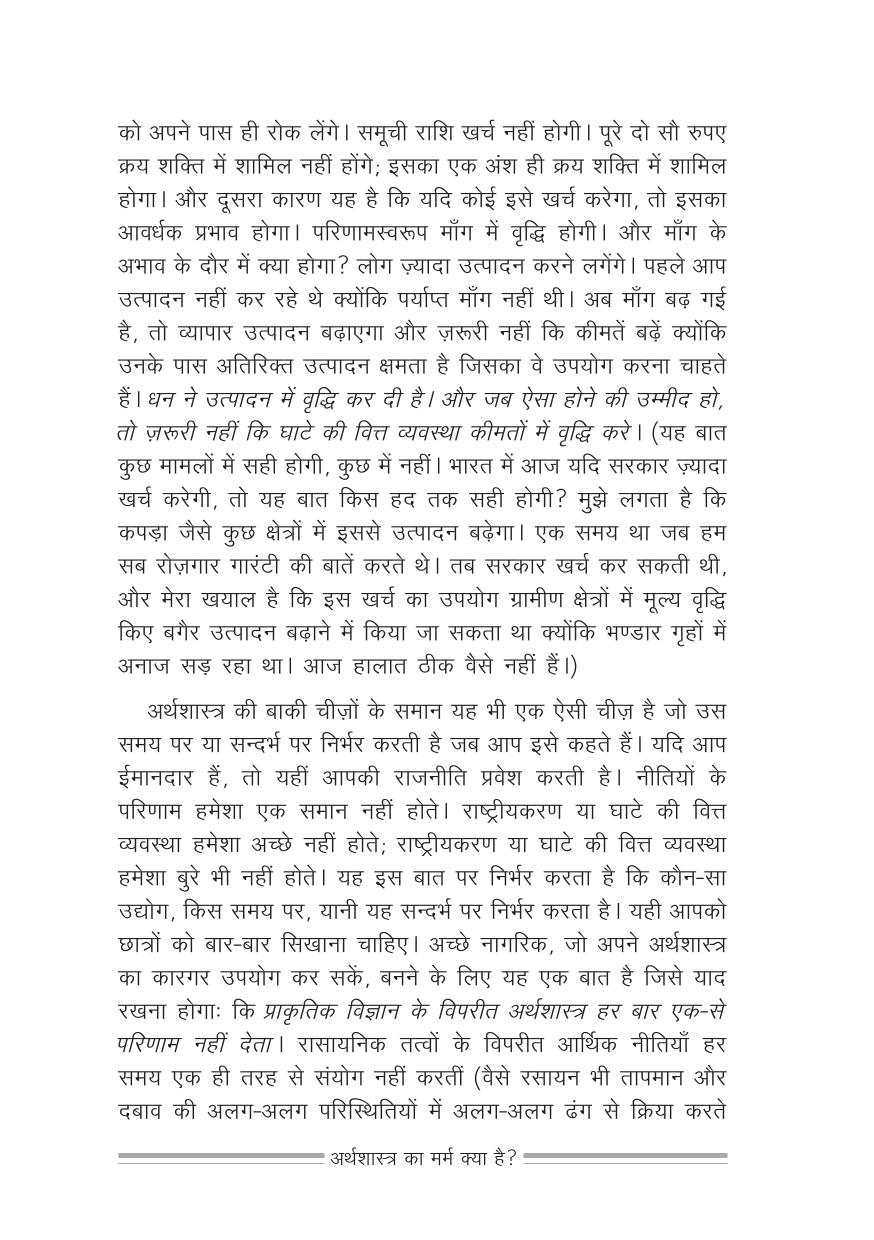 को अपने पास ही रोक लेंगे। समूची राशि खर्च नहीं होगी। पूरे दो सौ रुपए
क्रय शक्ति में शामिल नहीं होंगे; इसका एक अंश ही क्रय शक्ति में शामिल
होगा। और दूसरा कारण यह है कि यदि कोई इसे खर्च करेगा, तो इसका
आवर्धक प्रभाव होगा। परिणामस्वरूप माँग में वृद्धि होगी। और माँग के
अभाव के दौर में क्या होगा? लोग ज़्यादा उत्पादन करने लगेंगे। पहले आप
उत्पादन नहीं कर रहे थे क्योंकि पर्याप्त माँग नहीं थी। अब माँग बढ़ गई
है, तो व्यापार उत्पादन बढ़ाएगा और ज़रूरी नहीं कि कीमतें बढ़ें क्योंकि
उनके पास अतिरिक्त उत्पादन क्षमता है जिसका वे उपयोग करना चाहते
हैं। धन ने उत्पादन में वृद्धि कर दी है। और जब ऐसा होने की उम्मीद हो,
तो ज़रूरी नहीं कि घाटे की वित्त व्यवस्था कीमतों में वृद्धि करे। (यह बात
कुछ मामलों में सही होगी, कुछ में नहीं। भारत में आज यदि सरकार ज़्यादा
खर्च करेगी, तो यह बात किस हद तक सही होगी? मुझे लगता है कि
कपड़ा जैसे कुछ क्षेत्रों में इससे उत्पादन बढ़ेगा। एक समय था जब हम
सब रोज़गार गारंटी की बातें करते थे। तब सरकार खर्च कर सकती थी,
और मेरा खयाल है कि इस खर्च का उपयोग ग्रामीण क्षेत्रों में मूल्य वृद्धि
किए बगैर उत्पादन बढ़ाने में किया जा सकता था क्योंकि भण्डार गृहों में
अनाज सड़ रहा था। आज हालात ठीक वैसे नहीं हैं।)
अर्थशास्त्र की बाकी चीज़ों के समान यह भी एक ऐसी चीज़ है जो उस
समय पर या सन्दर्भ पर निर्भर करती है जब आप इसे कहते हैं। यदि आप
ईमानदार हैं, तो यहीं आपकी राजनीति प्रवेश करती है। नीतियों के
परिणाम हमेशा एक समान नहीं होते। राष्ट्रीयकरण या घाटे की वित्त
व्यवस्था हमेशा अच्छे नहीं होते; राष्ट्रीयकरण या घाटे की वित्त व्यवस्था
हमेशा बुरे भी नहीं होते। यह इस बात पर निर्भर करता है कि कौन-सा
उद्योग, किस समय पर, यानी यह सन्दर्भ पर निर्भर करता है। यही आपको
छात्रों को बार-बार सिखाना चाहिए। अच्छे नागरिक, जो अपने अर्थशास्त्र
का कारगर उपयोग कर सकें, बनने के लिए यह एक बात है जिसे याद
रखना होगाः कि प्राकृतिक विज्ञान के विपरीत अर्थशास्त्र हर बार एक-से
परिणाम नहीं देता। रासायनिक तत्वों के विपरीत आर्थिक नीतियाँ हर
समय एक ही तरह से संयोग नहीं करतीं (वैसे रसायन भी तापमान और
दबाव की अलग-अलग परिस्थितियों में अलग-अलग ढंग से क्रिया करते
अर्थशास्त्र का मर्म क्या है?